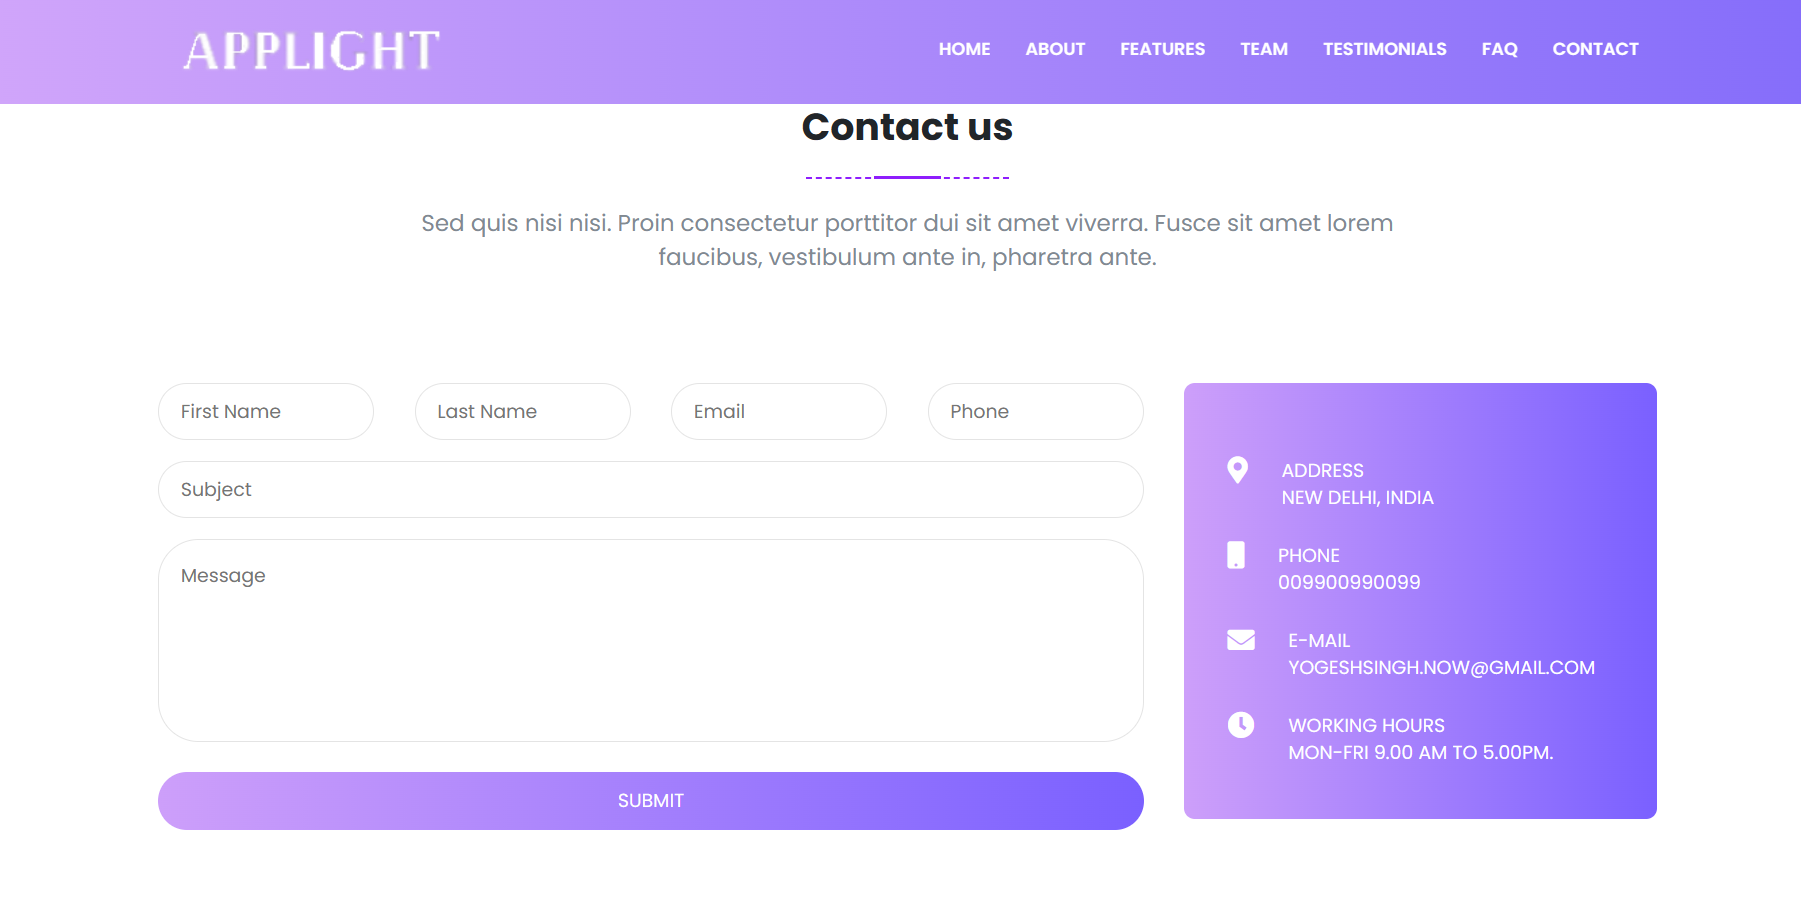 APPLIGHT
HOME ABOUT FEATURES TEAM TESTIMONIALS FAQ CONTACT
Contact us
Sed quis nisi nisi. Proin consectetur porttitor dui sit amet viverra. Fusce sit amet lorem
faucibus, vestibulum ante in, pharetra ante.
First Name
Last Name
Email
Phone
Subject
Message
SUBMIT
ADDRESS
NEW DELHI, INDIA
PHONE
009900990099
E-MAIL
YOGESHSINGH.NOW@GMAIL.COM
WORKING HOURS
MON-FRI 9.00 AM TO 5.00PM.